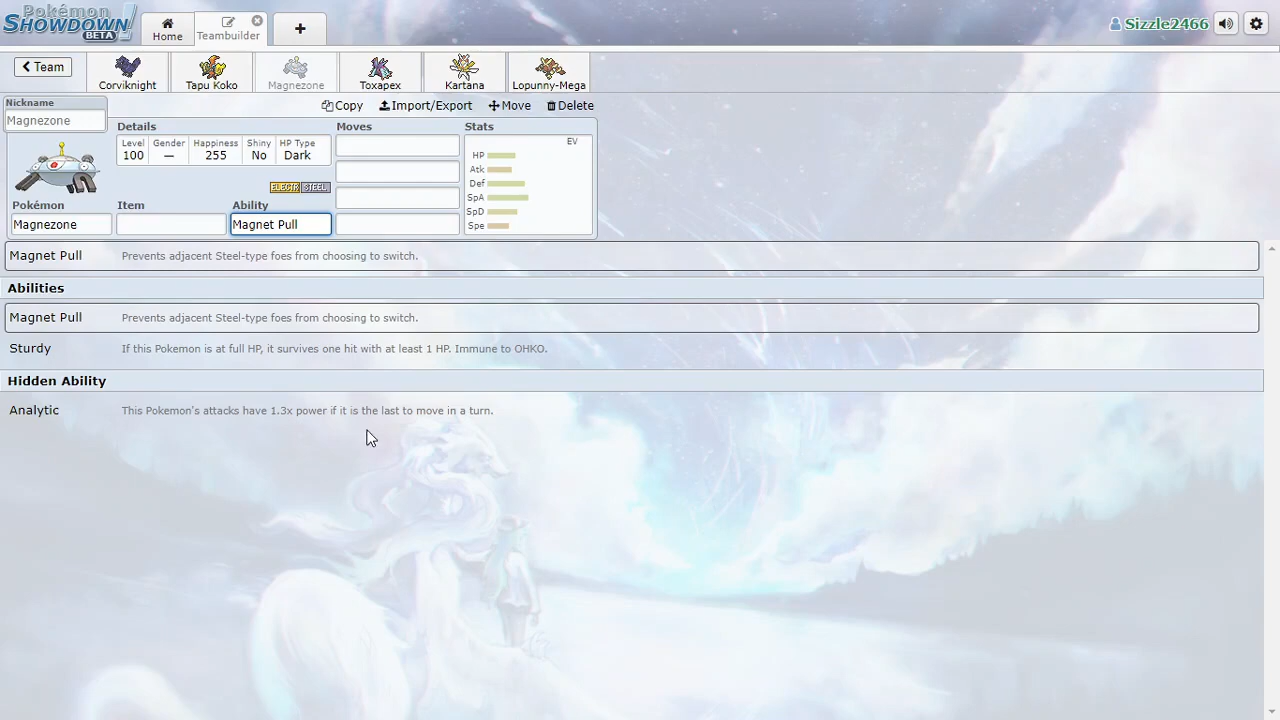 Pokémon
SHOWDOWN!
BETA
Home
Teambuilder
+
Sizzle2466
Team
Corviknight
Tapu Koko
Magnezone
Toxapex
Kartana
Lopunny-Mega
Nickname
Magnezone
Copy
Import/Export
Move
Delete
Details
Level
100
Gender
—
Happiness
255
Shiny
No
HP Type
Dark
Moves
Stats
EV
HP
Atk
Def
SpA
SpD
Spe
ELECTR STEEL
Pokémon
Magnezone
Item
Ability
Magnet Pull
Magnet Pull Prevents adjacent Steel-type foes from choosing to switch.
Abilities
Magnet Pull Prevents adjacent Steel-type foes from choosing to switch.
Sturdy If this Pokemon is at full HP, it survives one hit with at least 1 HP. Immune to OHKO.
Hidden Ability
Analytic This Pokemon's attacks have 1.3x power if it is the last to move in a turn.